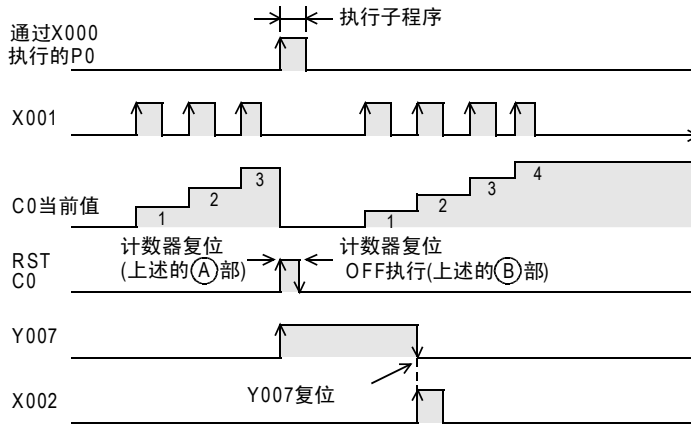 执行子程序
通过X000
执行的P0
X001
C0当前值
1
2
3
1
2
3
4
计数器复位
(上述的Ⓐ部)
计数器复位
OFF执行(上述的Ⓑ部)
RST
C0
Y007
Y007复位
X002